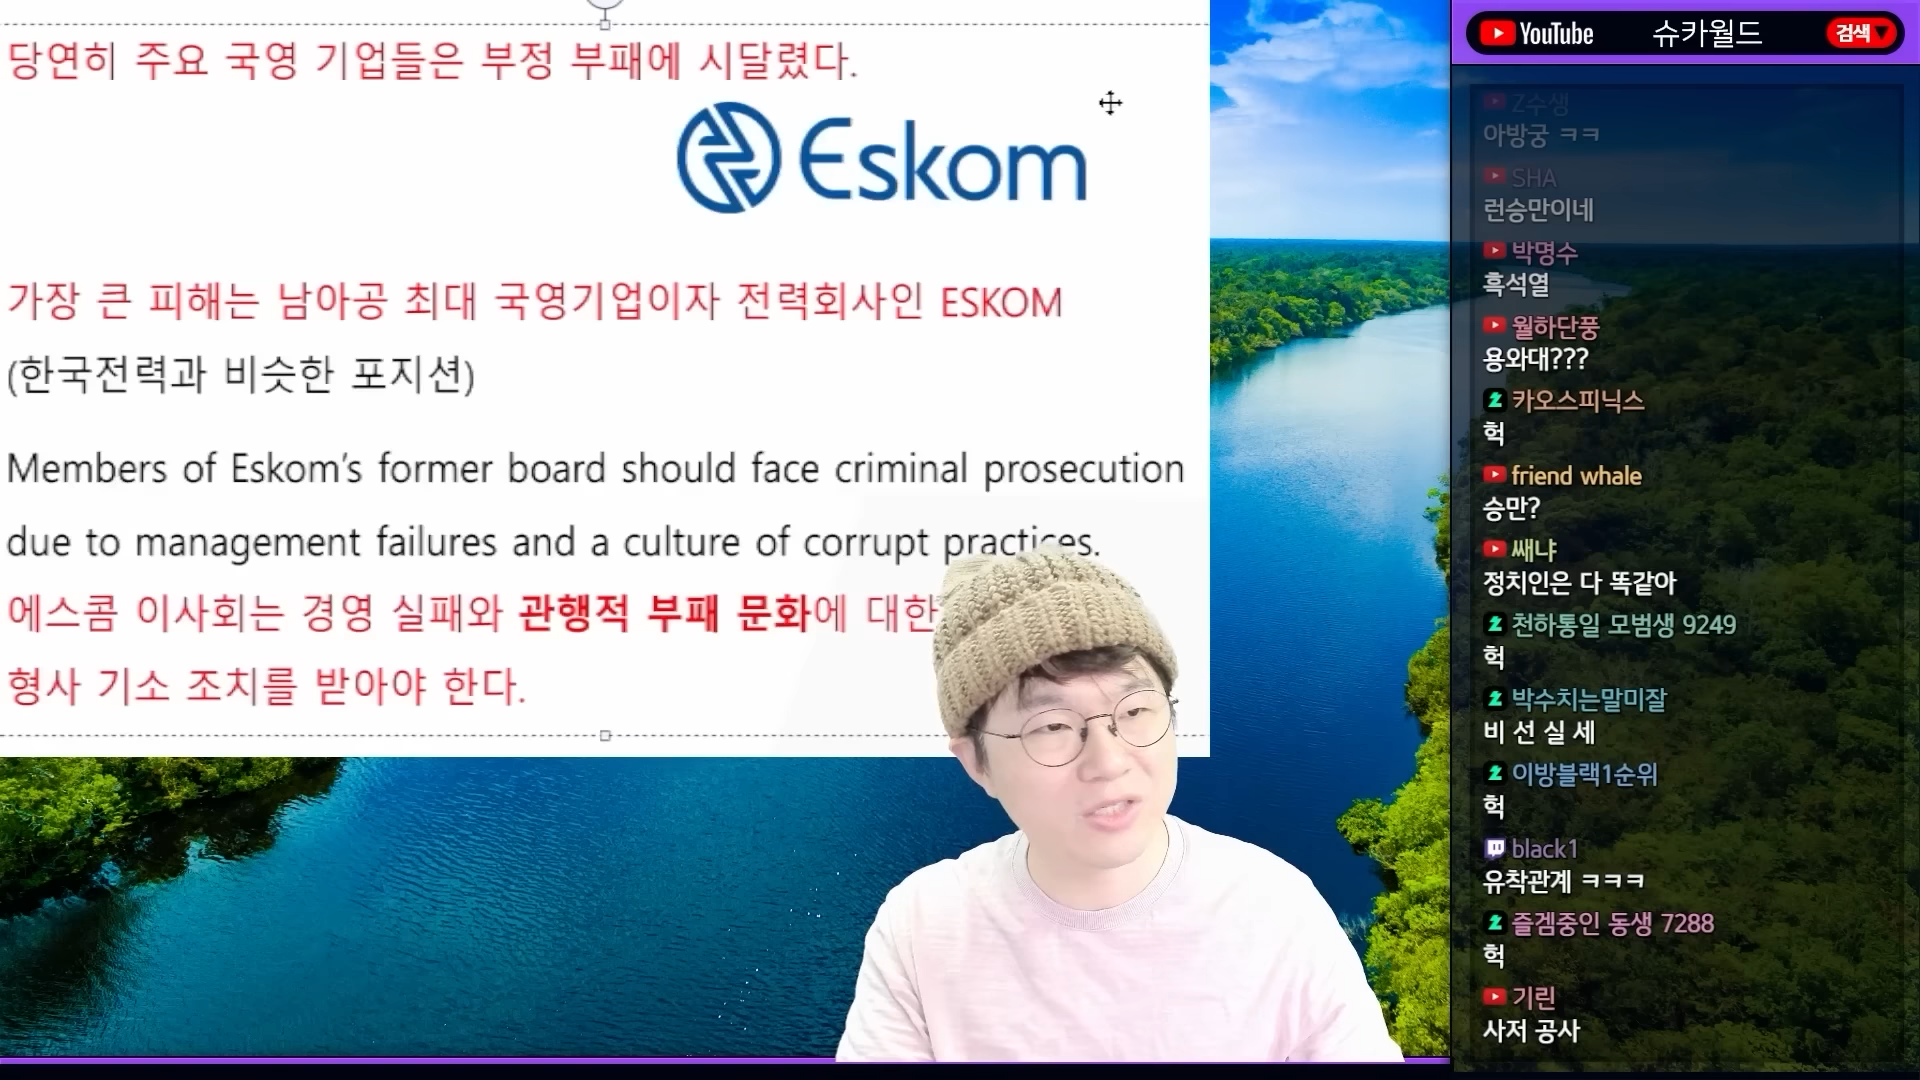 당연히 주요 국영 기업들은 부정 부패에 시달렸다.
Eskom
가장 큰 피해는 남아공 최대 국영기업이자 전력회사인 ESKOM
(한국전력과 비슷한 포지션)
Members of Eskom's former board should face criminal prosecution
due to management failures and a culture of corrupt practices.
에스콤 이사회는 경영 실패와 관행적 부패 문화에 대한
형사 기소 조치를 받아야 한다.
YouTube 슈카월드 검색
Z수생
아방궁 ㅋㅋ
SHA
런승만이네
박명수
흑석열
월하단풍
용와대???
카오스피닉스
헉
friend whale
승만?
쌔냐
정치인은 다 똑같아
천하통일 모범생 9249
헉
박수치는말미잘
비 선 실 세
이방블랙1순위
헉
black1
유착관계 ㅋㅋㅋ
즐겜중인 동생 7288
헉
기린
사저 공사